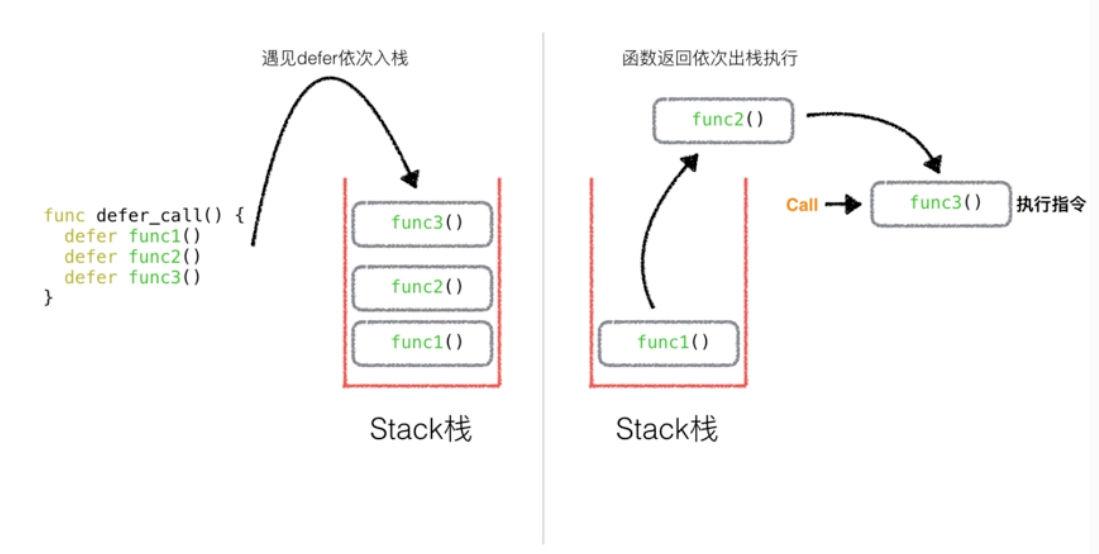 遇见defer依次入栈
func defer_call() {
  defer func1()
  defer func2()
  defer func3()
}
func3()
func2()
func1()
Stack栈
函数返回依次出栈执行
func2()
Call
func3()
执行指令
func1()
Stack栈